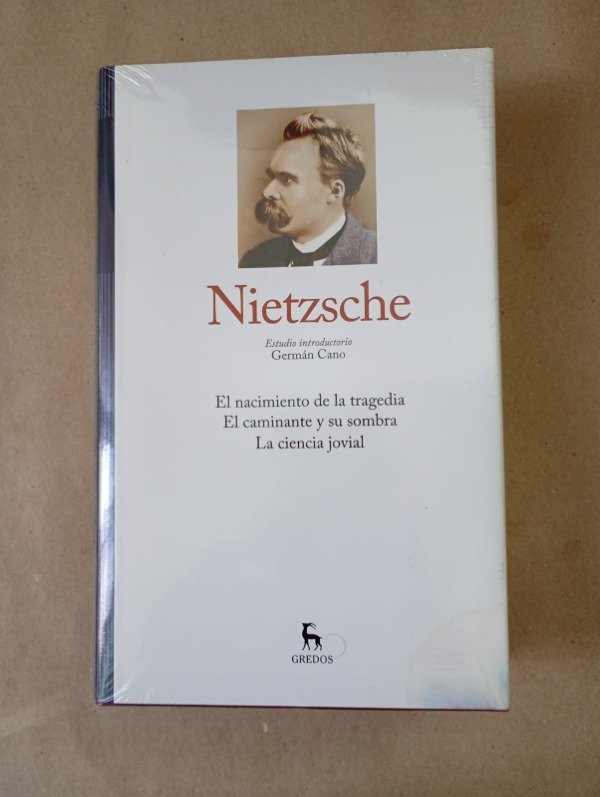 Nietzsche
Estudio introductorio
Germán Cano
El nacimiento de la tragedia
El caminante y su sombra
La ciencia jovial
GREDOS